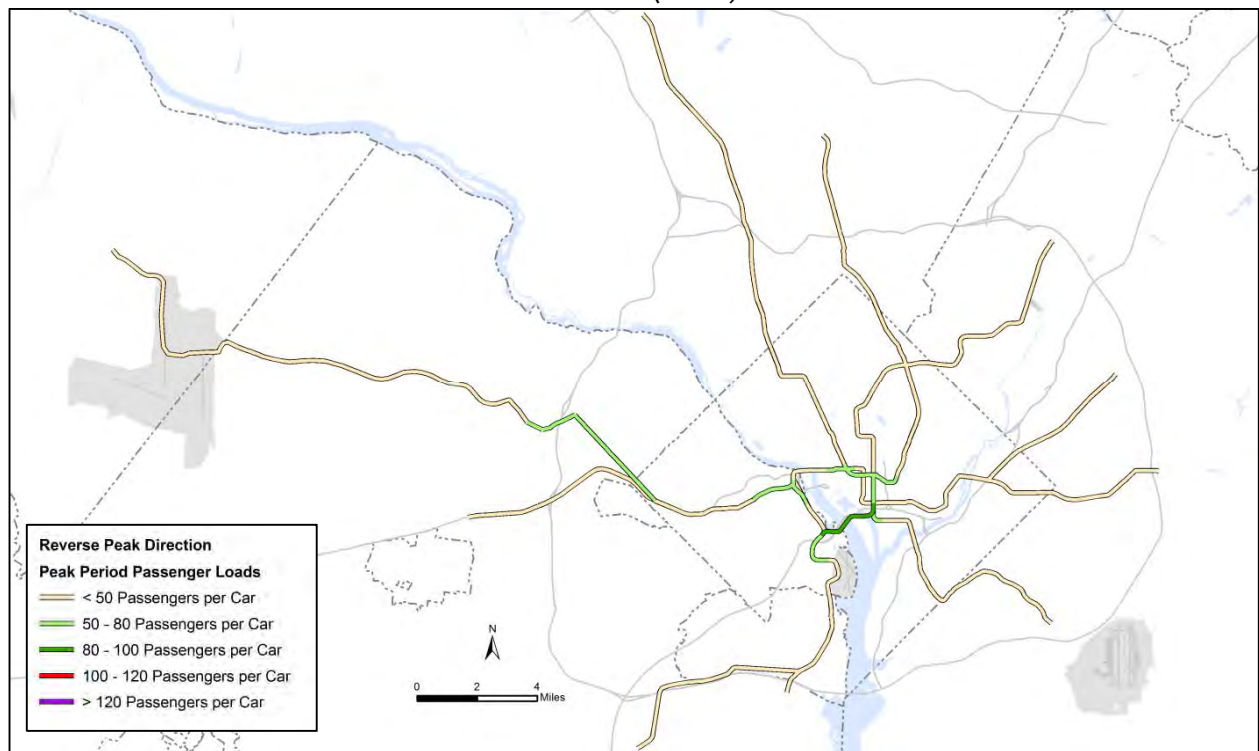 N
0 2 4
Miles
Reverse Peak Direction
Peak Period Passenger Loads
< 50 Passengers per Car
50 - 80 Passengers per Car
80 - 100 Passengers per Car
100 - 120 Passengers per Car
> 120 Passengers per Car